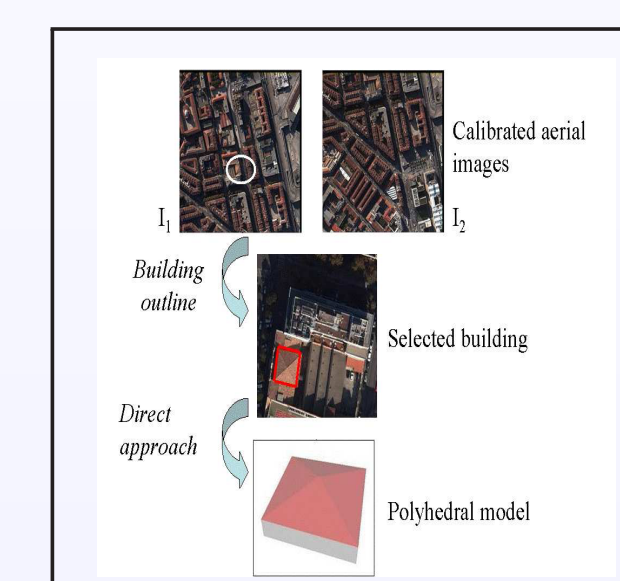 Calibrated aerial
images
I1
I2
Building
outline
Selected building
Direct
approach
Polyhedral model